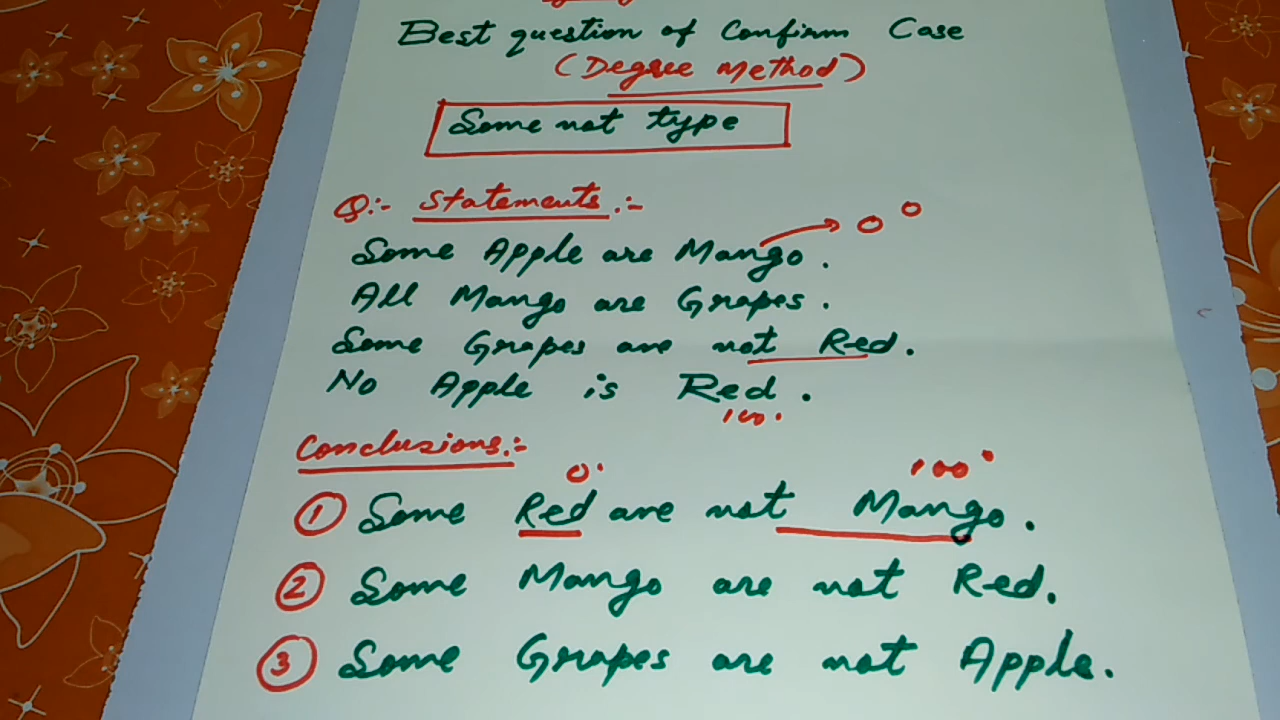 Best question of Confirm Case
(Degree Method)
Some not type
Q:- Statements :-
Some Apple are Mango. → 0°
All Mango are Grapes.
Some Grapes are not Red.
No Apple is Red.
100°
Conclusions :-
0° 100°
① Some Red are not Mango.
② Some Mango are not Red.
③ Some Grapes are not Apple.